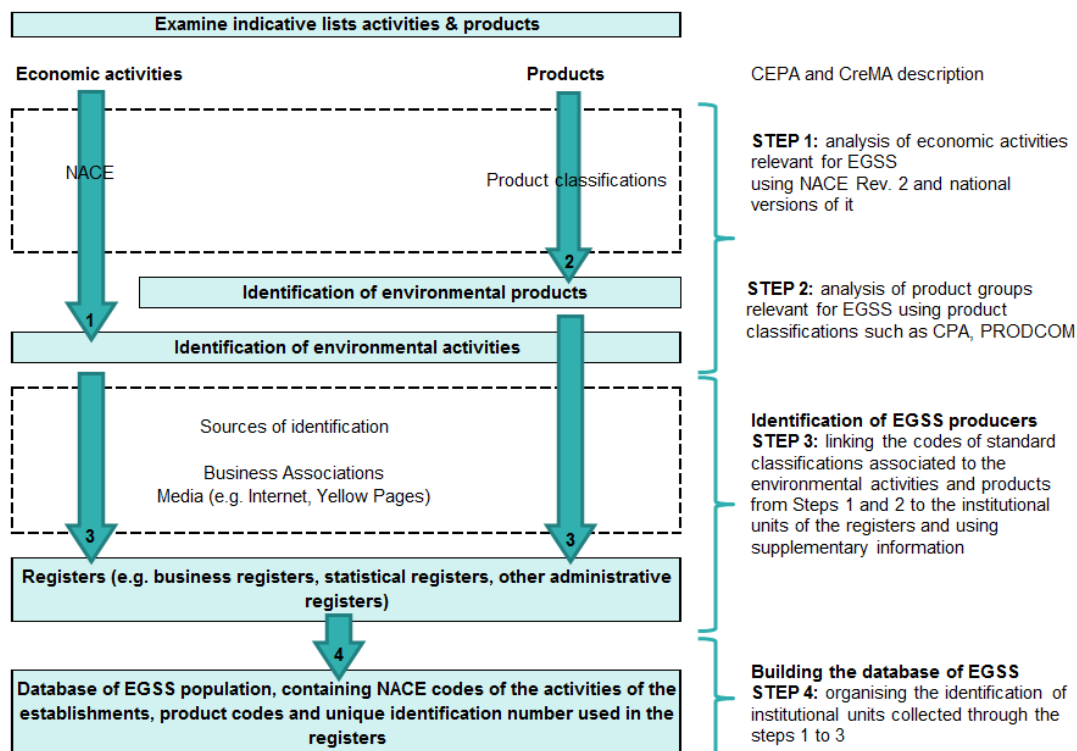 Examine indicative lists activities & products
Economic activities
Products
CEPA and CreMA description
NACE
Product classifications
STEP 1: analysis of economic activities
relevant for EGSS
using NACE Rev. 2 and national
versions of it
2
Identification of environmental products
STEP 2: analysis of product groups
relevant for EGSS using product
classifications such as CPA, PRODCOM
1
Identification of environmental activities
Sources of identification
Business Associations
Media (e.g. Internet, Yellow Pages)
Identification of EGSS producers
STEP 3: linking the codes of standard
classifications associated to the
environmental activities and products
from Steps 1 and 2 to the institutional
units of the registers and using
supplementary information
3
3
Registers (e.g. business registers, statistical registers, other administrative
registers)
4
Database of EGSS population, containing NACE codes of the activities of the
establishments, product codes and unique identification number used in the
registers
Building the database of EGSS
STEP 4: organising the identification of
institutional units collected through the
steps 1 to 3